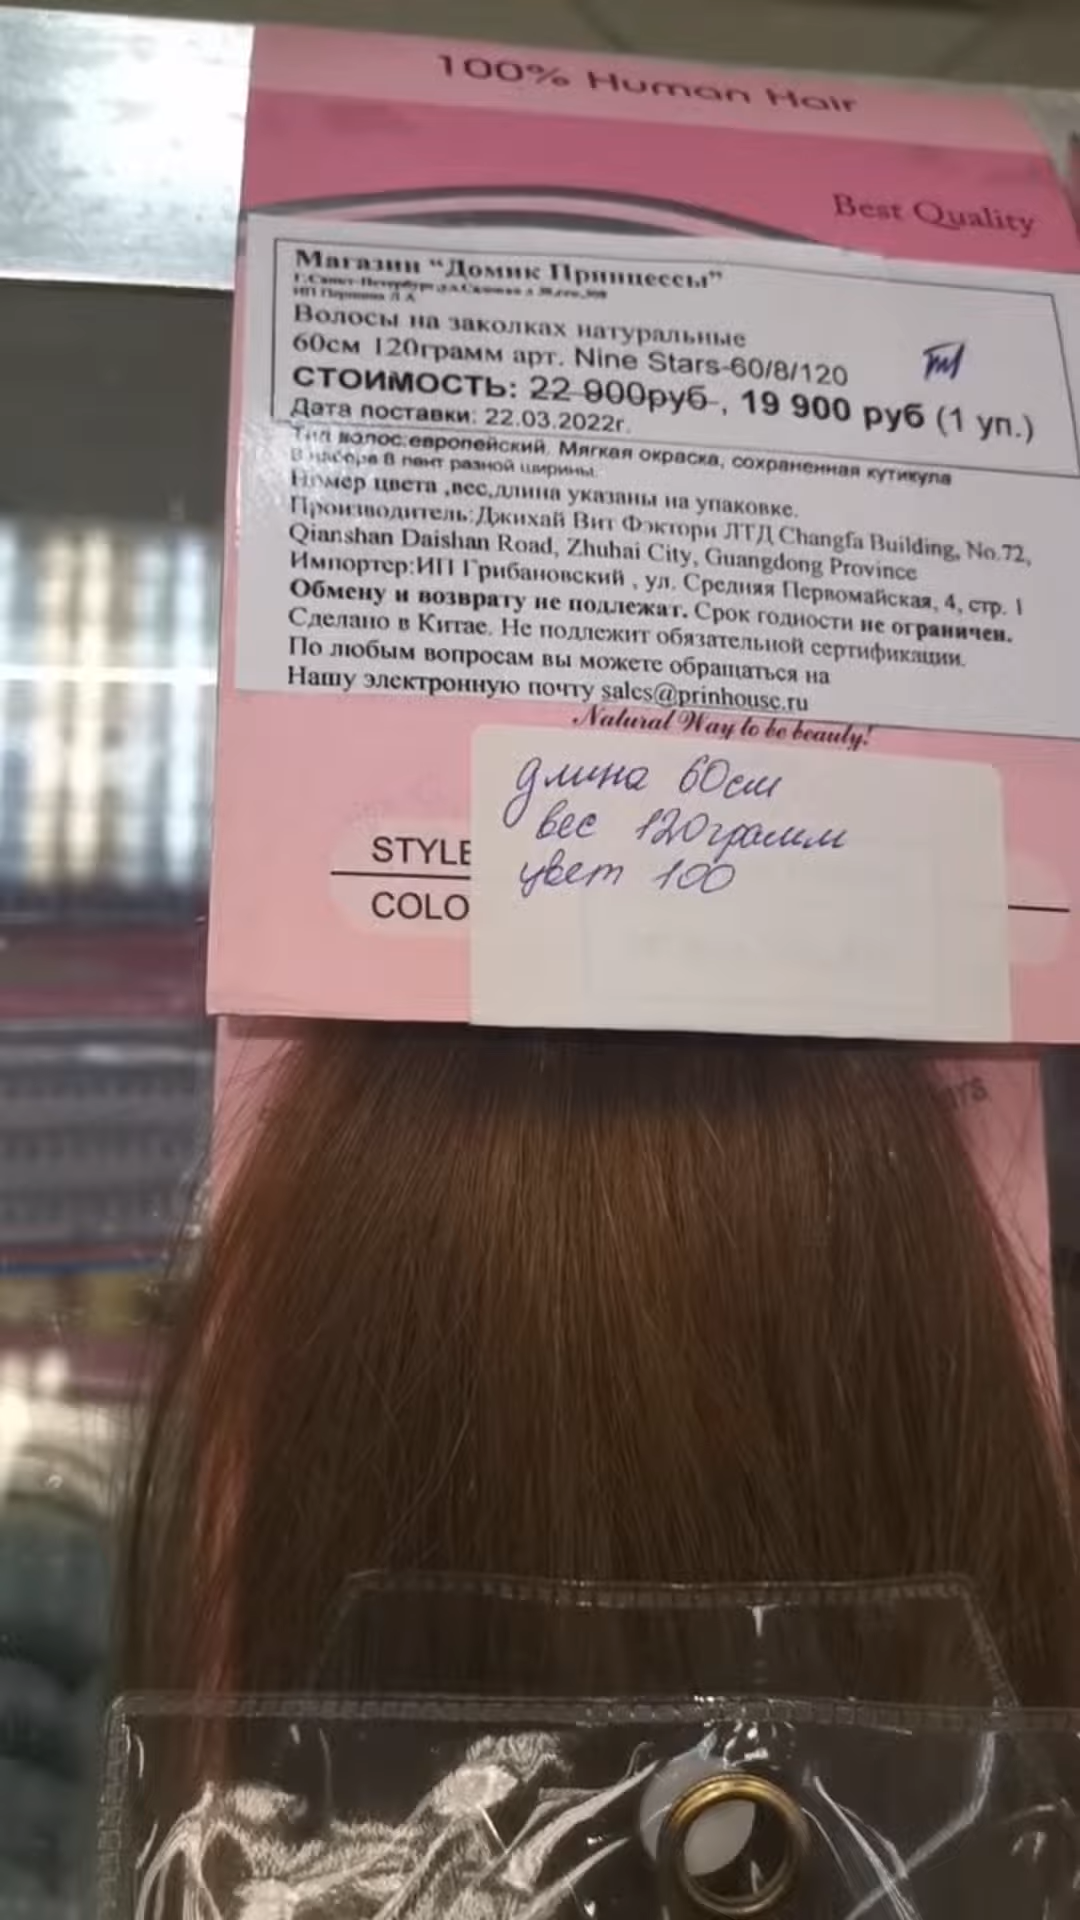 100% Human Hair
Best Quality
Магазин "Домик Принцессы"
Волосы на заколках натуральные
60см 120грамм арт. Nine Stars-60/8/120
СТОИМОСТЬ: 22 900руб , 19 900 руб (1 уп.)
Дата поставки: 22.03.2022г.
Тип волос:европейский. Мягкая окраска, сохраненная кутикула
В наборе 8 лент разной ширины.
Номер цвета ,вес,длина указаны на упаковке.
Производитель:Джихай Вит Фэктори ЛТД Changfa Building, No.72,
Qianshan Daishan Road, Zhuhai City, Guangdong Province
Импортер:ИП Грибановский , ул. Средняя Первомайская, 4, стр. 1
Обмену и возврату не подлежат. Срок годности не ограничен.
Сделано в Китае. Не подлежит обязательной сертификации.
По любым вопросам вы можете обращаться на
Нашу электронную почту sales@prinhouse.ru
Natural Way to be beauty!
длина 60см
вес 120грамм
цвет 100
STYLE
COLO